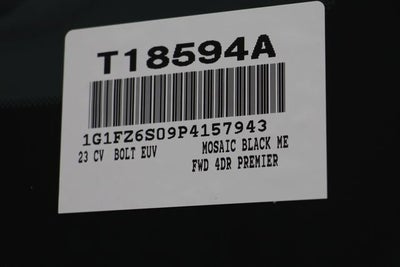 T18594A
1G1FZ6S09P4157943
23 CV BOLT EUV MOSAIC BLACK ME
FWD 4DR PREMIER